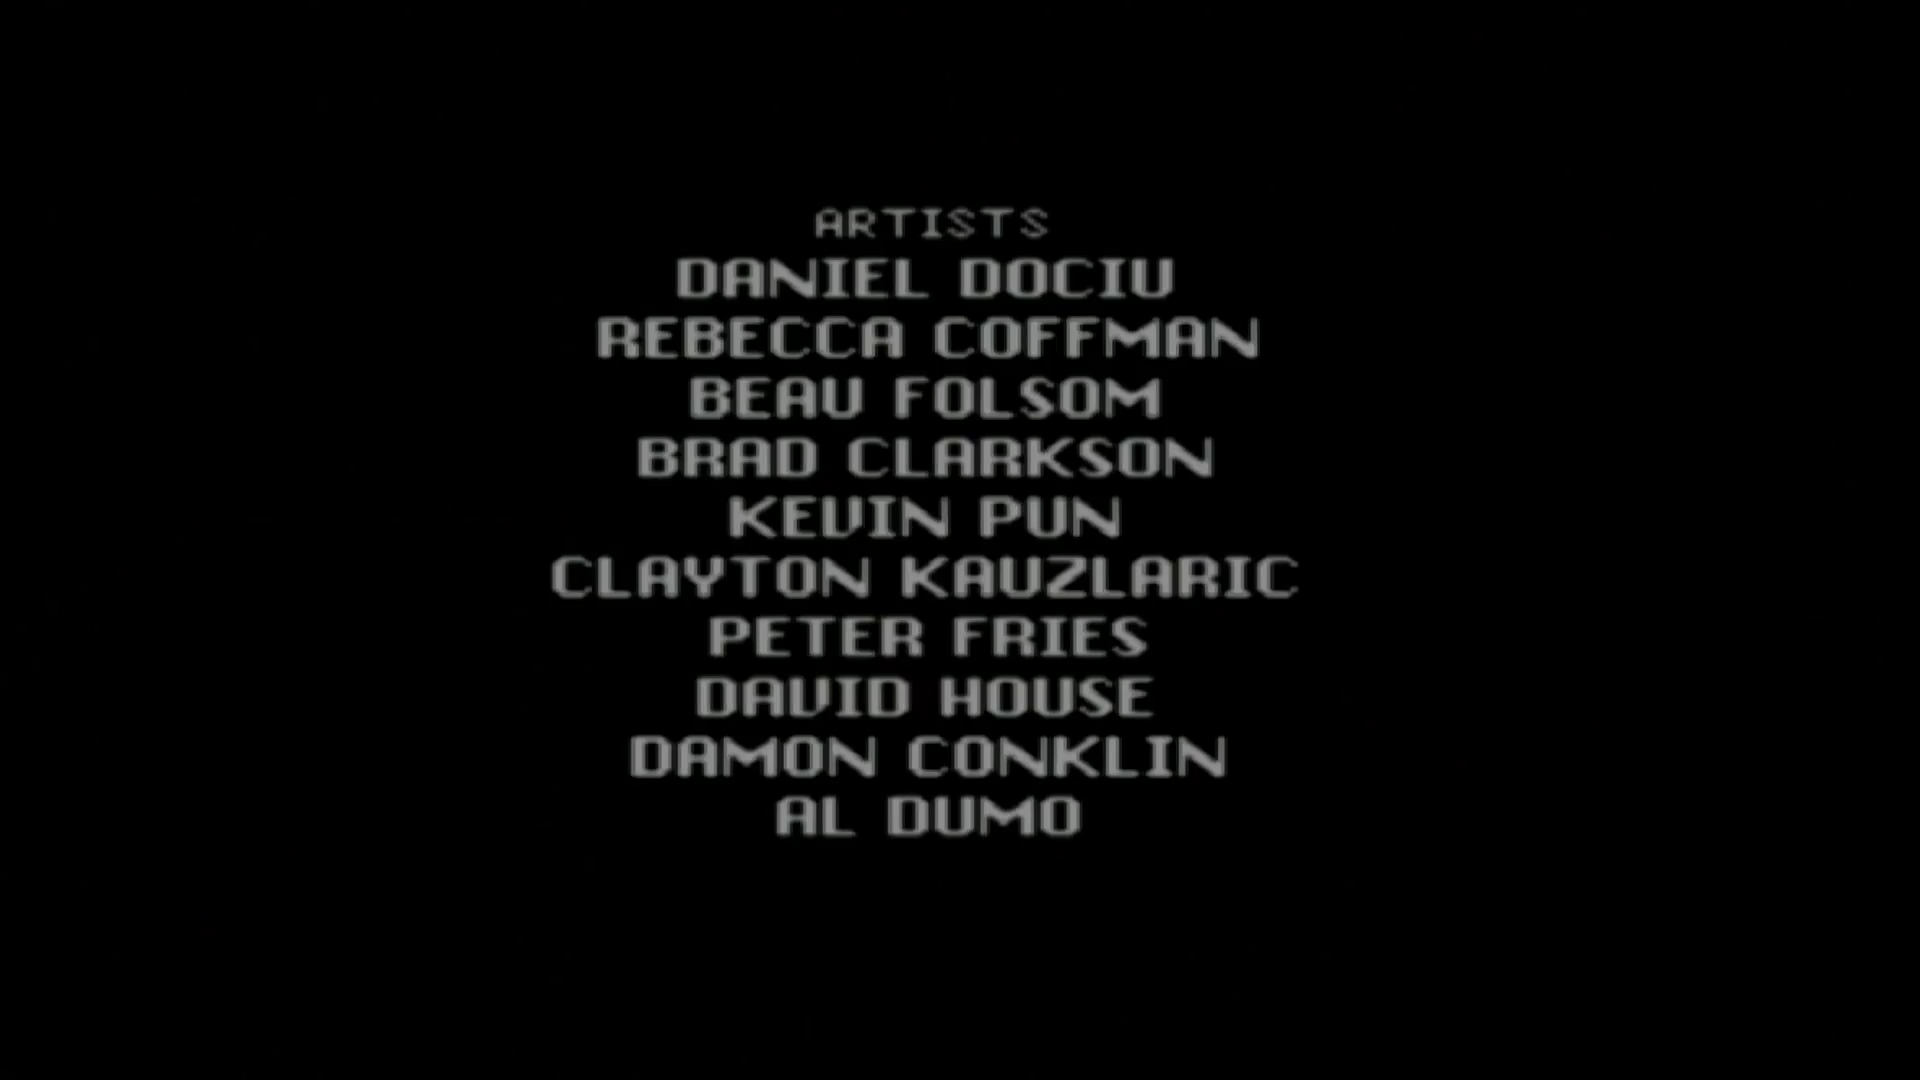 ARTISTS
DANIEL DOCIU
REBECCA COFFMAN
BEAU FOLSOM
BRAD CLARKSON
KEVIN PUN
CLAYTON KAUZLARIC
PETER FRIES
DAVID HOUSE
DAMON CONKLIN
AL DUMO